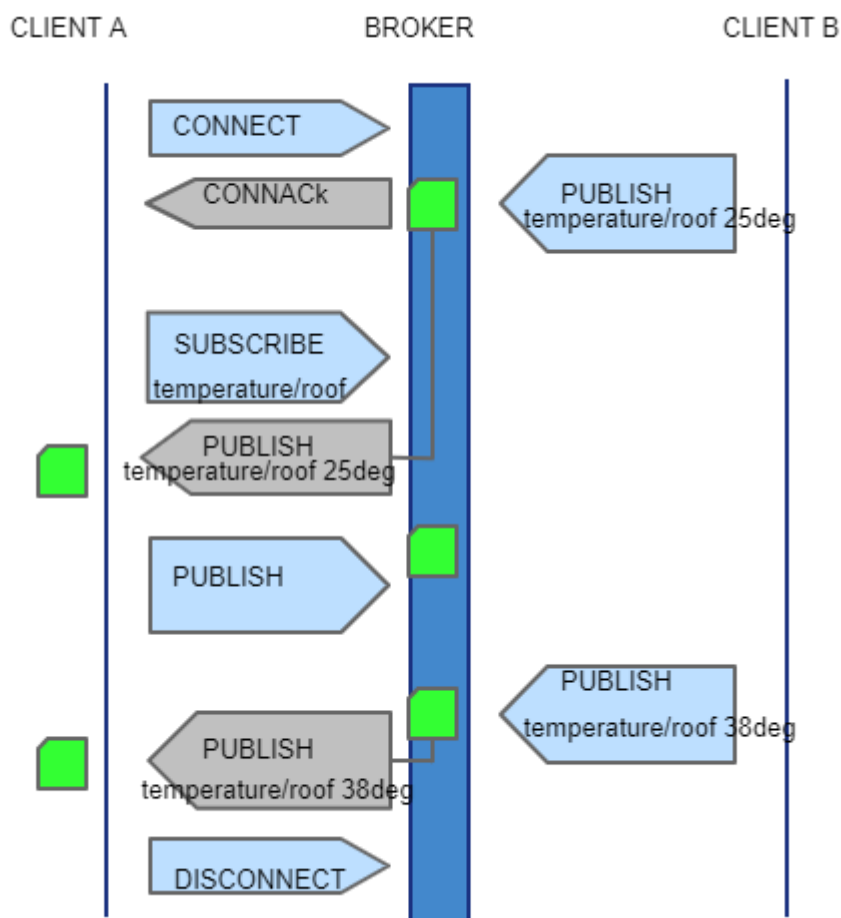 CLIENT A
BROKER
CLIENT B
CONNECT
CONNACk
PUBLISH
temperature/roof 25deg
SUBSCRIBE
temperature/roof
PUBLISH
temperature/roof 25deg
PUBLISH
PUBLISH
temperature/roof 38deg
PUBLISH
temperature/roof 38deg
DISCONNECT